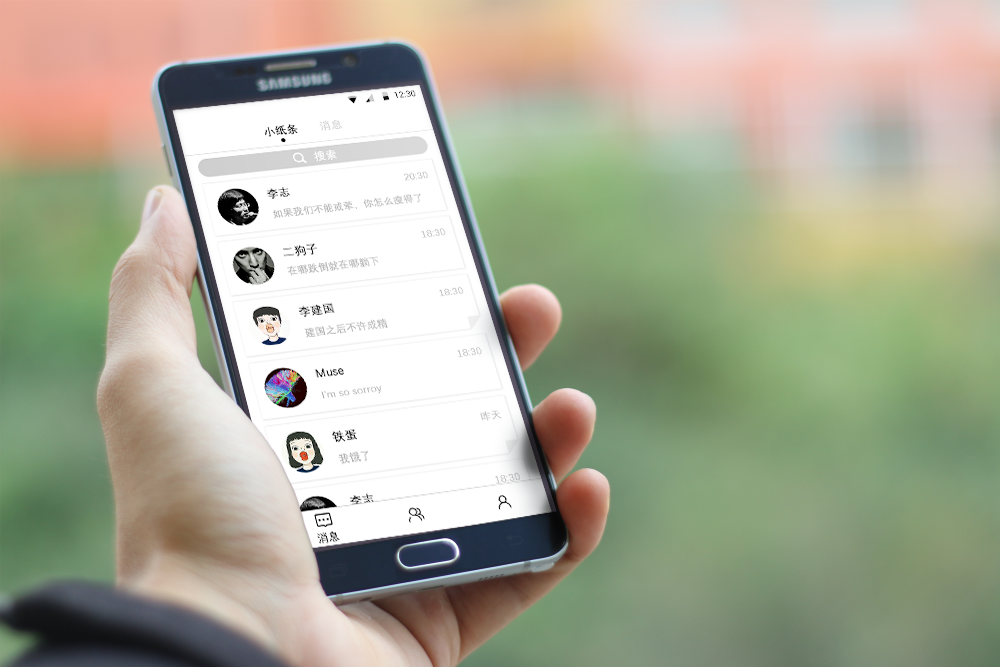 SAMSUNG
12:30
小纸条 消息
搜索
李志 20:30
如果我们不能戒荤，你怎么瘦得了
二狗子 18:30
在哪跌倒就在哪躺下
李建国 18:30
建国之后不许成精
Muse 18:30
I'm so sorroy
铁蛋 昨天
我饿了
李志 18:30
消息